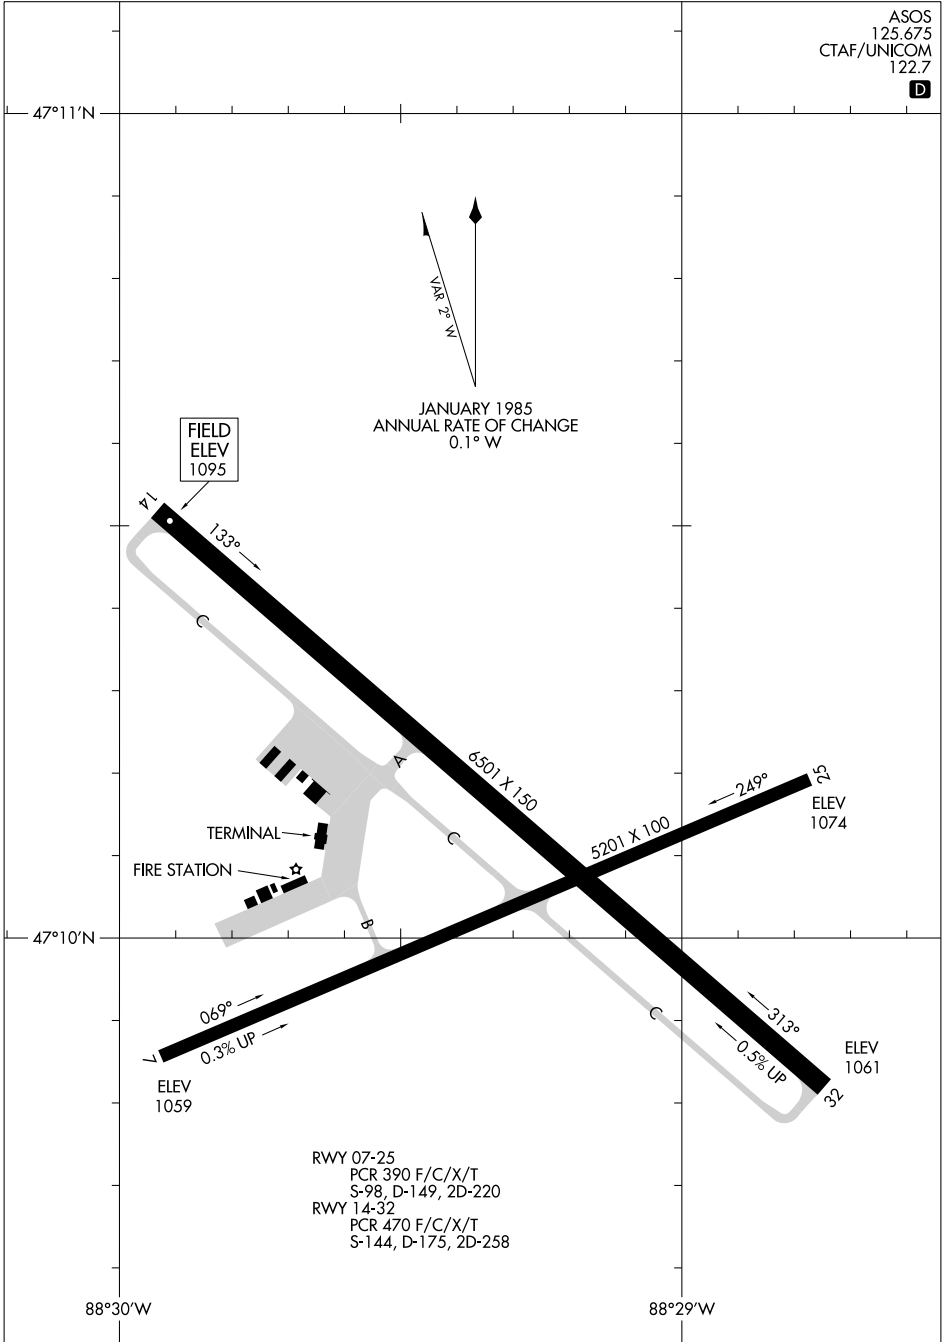 ASOS
125.675
CTAF/UNICOM
122.7
D
47°11'N
VAR 2° W
JANUARY 1985
ANNUAL RATE OF CHANGE
0.1° W
FIELD
ELEV
1095
14
133°
C
A
6501 X 150
25
249°
ELEV
1074
5201 X 100
C
TERMINAL
FIRE STATION
B
47°10'N
069°
0.3% UP
7
ELEV
1059
C
313°
0.5% UP
ELEV
1061
32
RWY 07-25
PCR 390 F/C/X/T
S-98, D-149, 2D-220
RWY 14-32
PCR 470 F/C/X/T
S-144, D-175, 2D-258
88°30'W
88°29'W